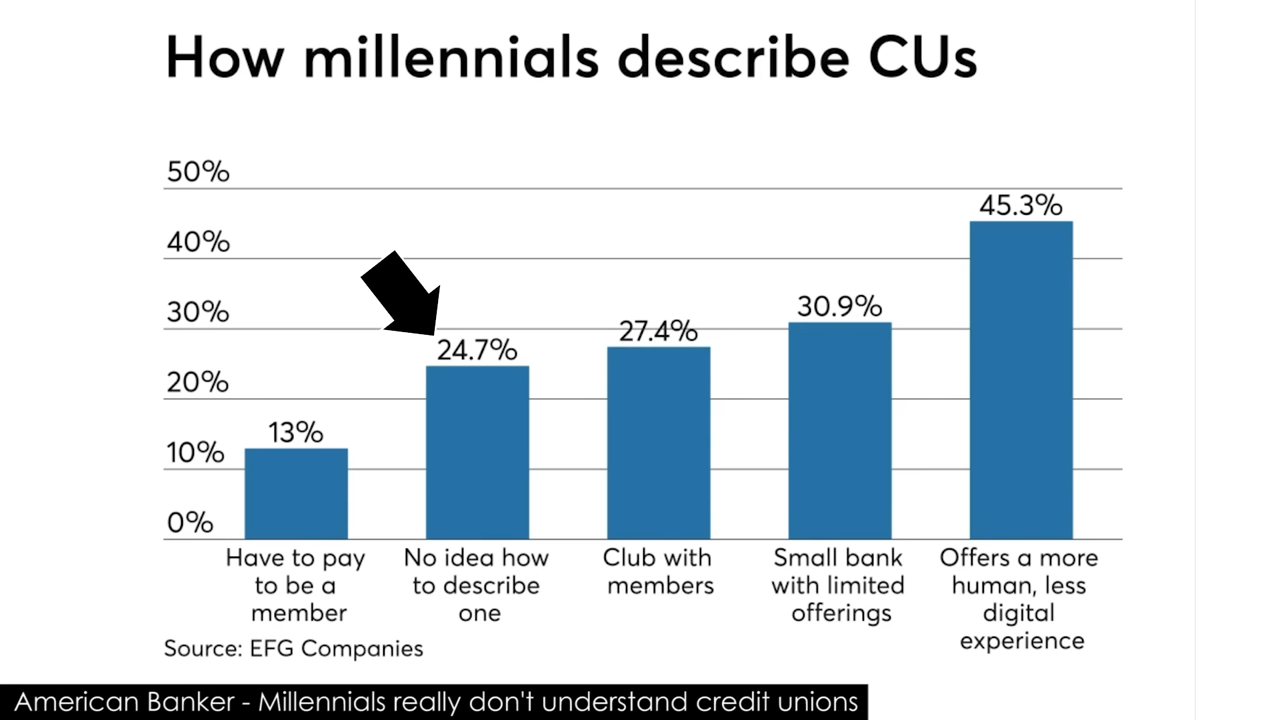 How millennials describe CUs
50%
40%
30%
20%
10%
0%
13%
24.7%
27.4%
30.9%
45.3%
Have to pay
to be a
member
No idea how
to describe
one
Club with
members
Small bank
with limited
offerings
Offers a more
human, less
digital
experience
Source: EFG Companies
American Banker - Millennials really don't understand credit unions